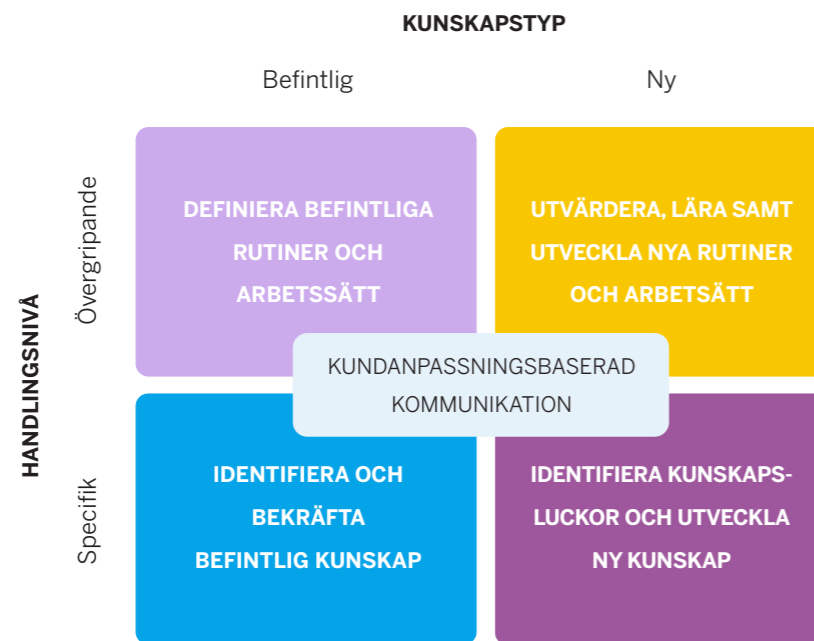 KUNSKAPSTYP
Befintlig
Ny
HANDLINGSNIVÅ
Övergripande
DEFINIERA BEFINTLIGA
RUTINER OCH
ARBETSSÄTT
UTVÄRDERA, LÄRA SAMT
UTVECKLA NYA RUTINER
OCH ARBETSÄTT
KUNDANPASSNINGSBASERAD
KOMMUNIKATION
Specifik
IDENTIFIERA OCH
BEKRÄFTA
BEFINTLIG KUNSKAP
IDENTIFIERA KUNSKAPS-
LUCKOR OCH UTVECKLA
NY KUNSKAP